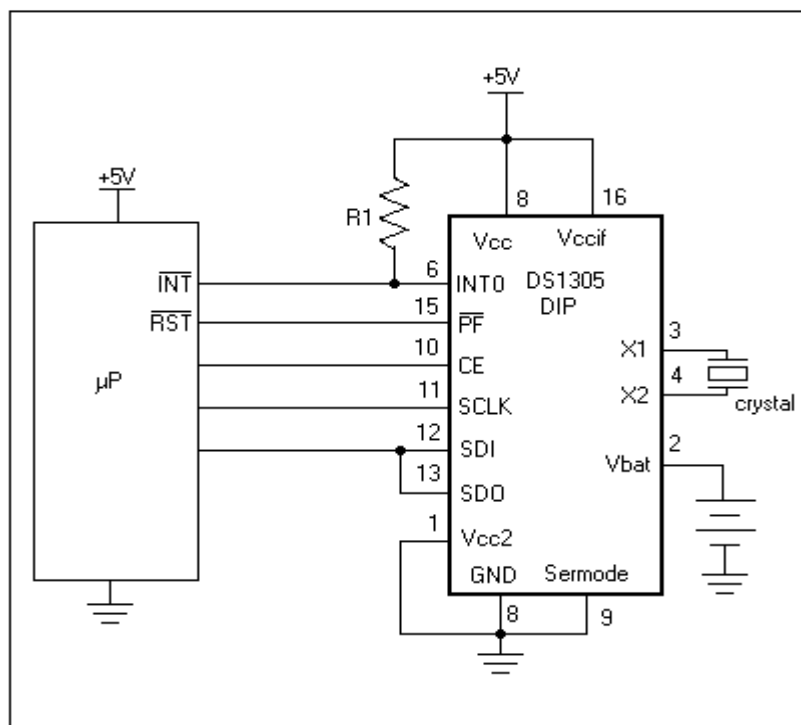 +5V
+5V
R1
8
16
Vcc
Vccif
INT
6
INT0
DS1305
DIP
RST
15
PF
3
X1
10
CE
4
X2
crystal
µP
11
SCLK
12
SDI
2
Vbat
13
SDO
1
Vcc2
GND
Sermode
8
9